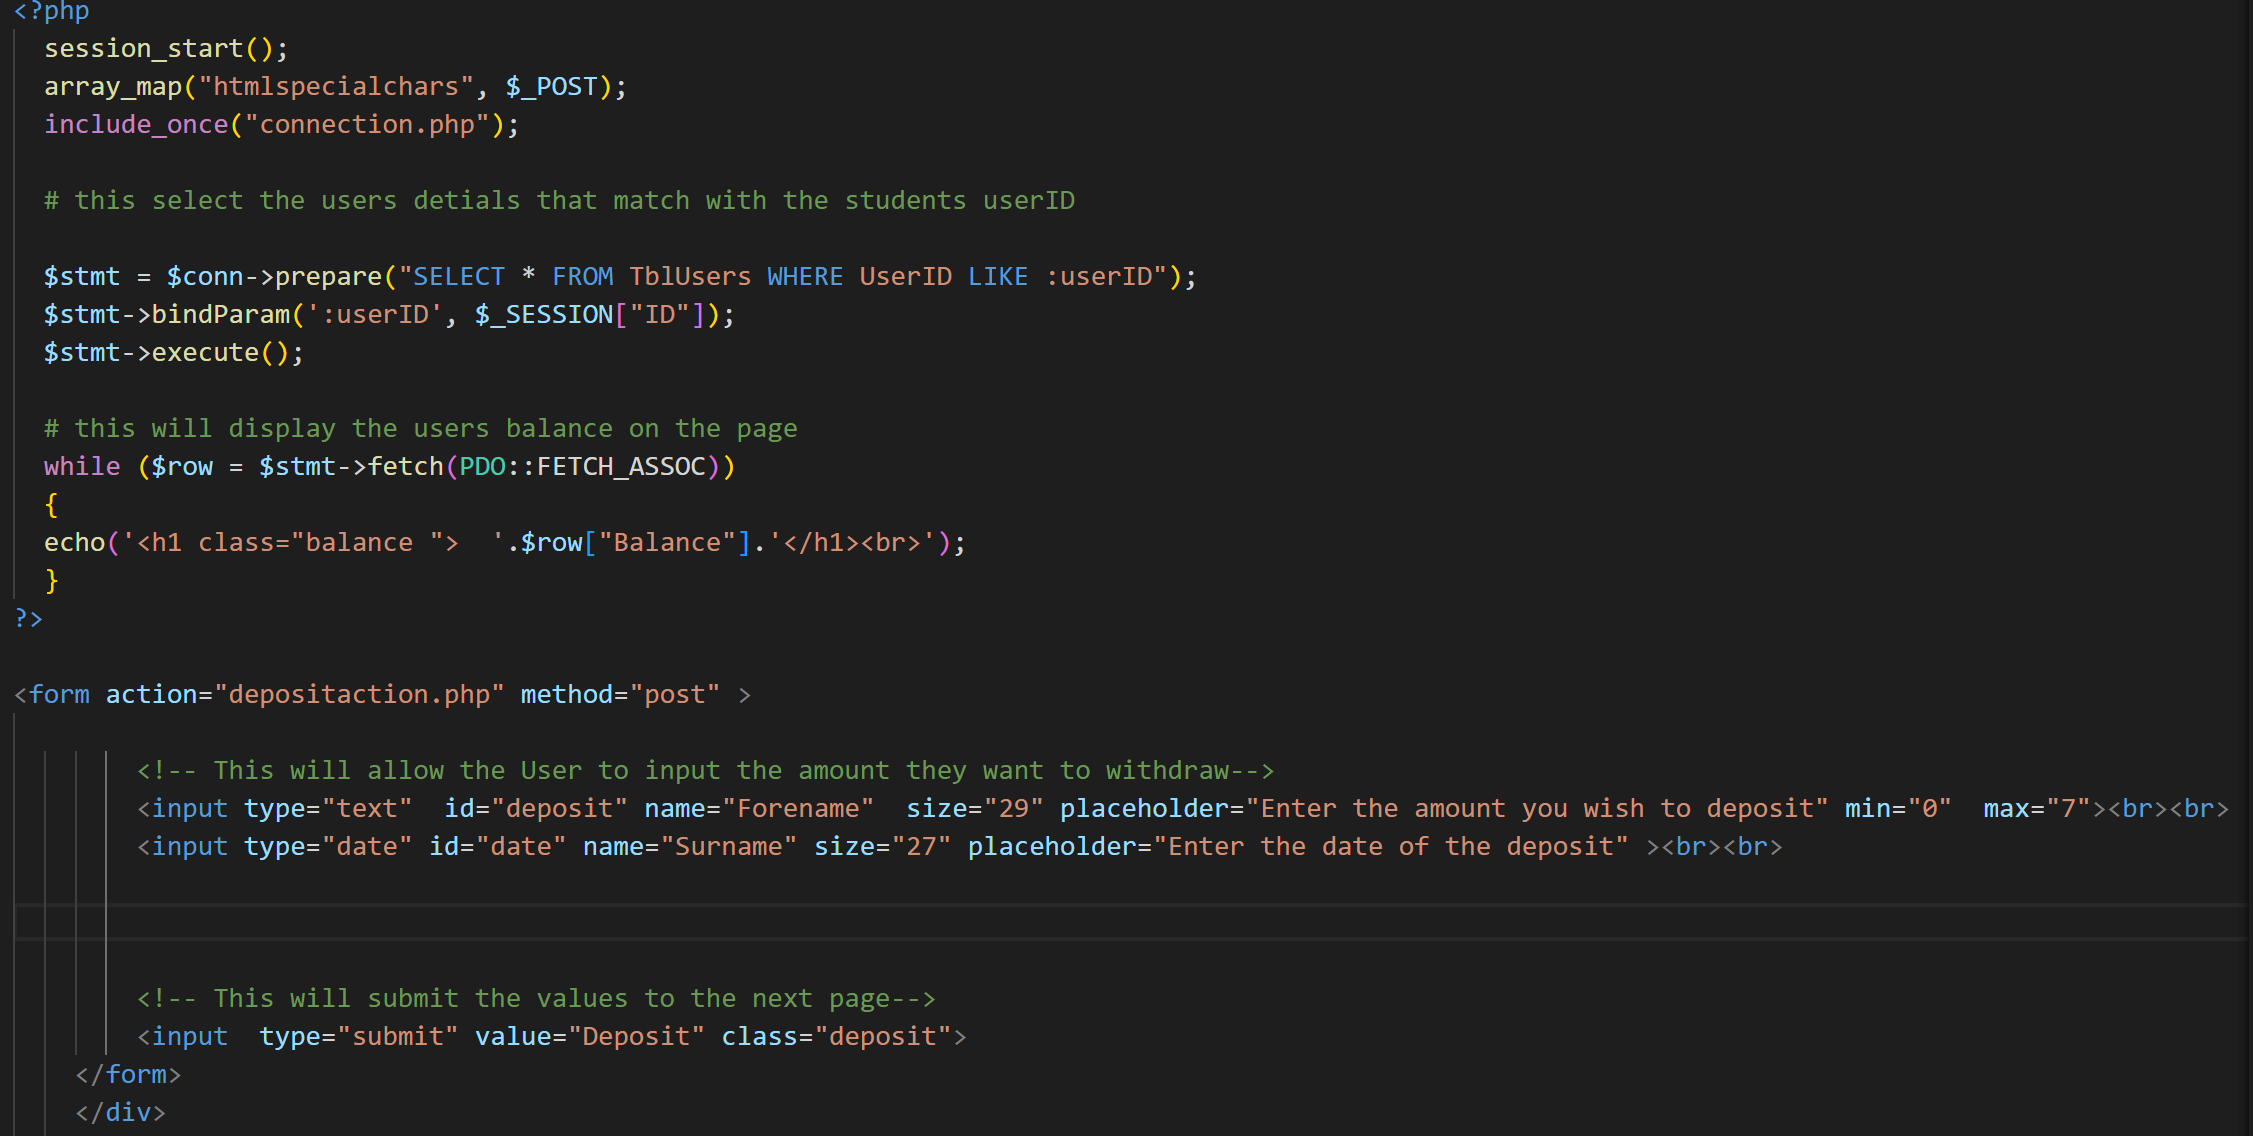 <?php
session_start();
array_map("htmlspecialchars", $_POST);
include_once("connection.php");
# this select the users detials that match with the students userID
$stmt = $conn->prepare("SELECT * FROM TblUsers WHERE UserID LIKE :userID");
$stmt->bindParam(':userID', $_SESSION["ID"]);
$stmt->execute();
# this will display the users balance on the page
while ($row = $stmt->fetch(PDO::FETCH_ASSOC))
{
echo('<h1 class="balance ">  '.$row["Balance"].'</h1><br>');
}
?>
<form action="depositaction.php" method="post" >
<!-- This will allow the User to input the amount they want to withdraw-->
<input type="text"  id="deposit" name="Forename"  size="29" placeholder="Enter the amount you wish to deposit" min="0"  max="7"><br><br>
<input type="date" id="date" name="Surname" size="27" placeholder="Enter the date of the deposit" ><br><br>
<!-- This will submit the values to the next page-->
<input  type="submit" value="Deposit" class="deposit">
</form>
</div>